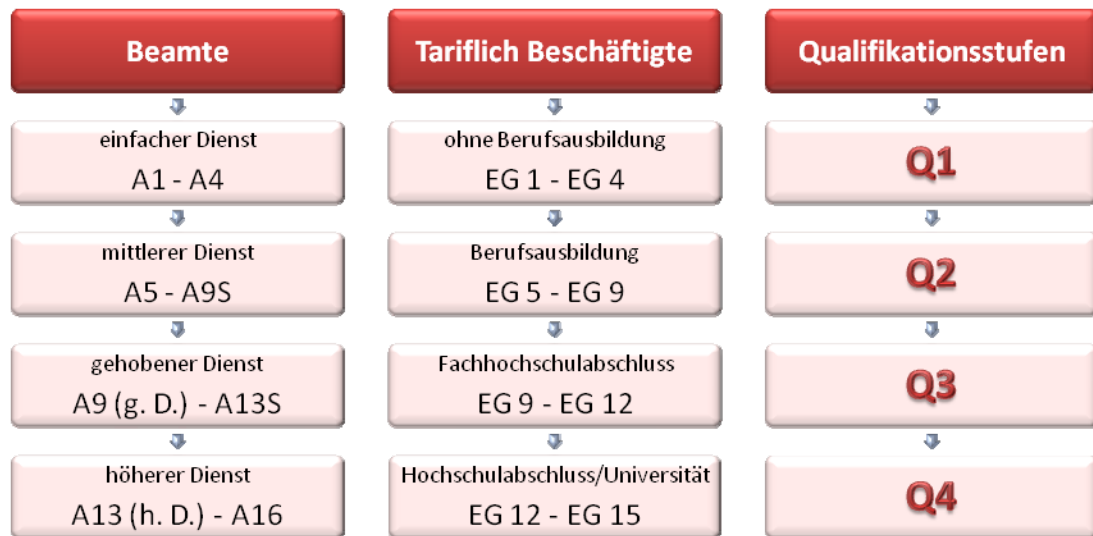 Beamte
einfacher Dienst
A1 - A4
mittlerer Dienst
A5 - A9S
gehobener Dienst
A9 (g. D.) - A13S
höherer Dienst
A13 (h. D.) - A16
Tariflich Beschäftigte
ohne Berufsausbildung
EG 1 - EG 4
Berufsausbildung
EG 5 - EG 9
Fachhochschulabschluss
EG 9 - EG 12
Hochschulabschluss/Universität
EG 12 - EG 15
Qualifikationsstufen
Q1
Q2
Q3
Q4